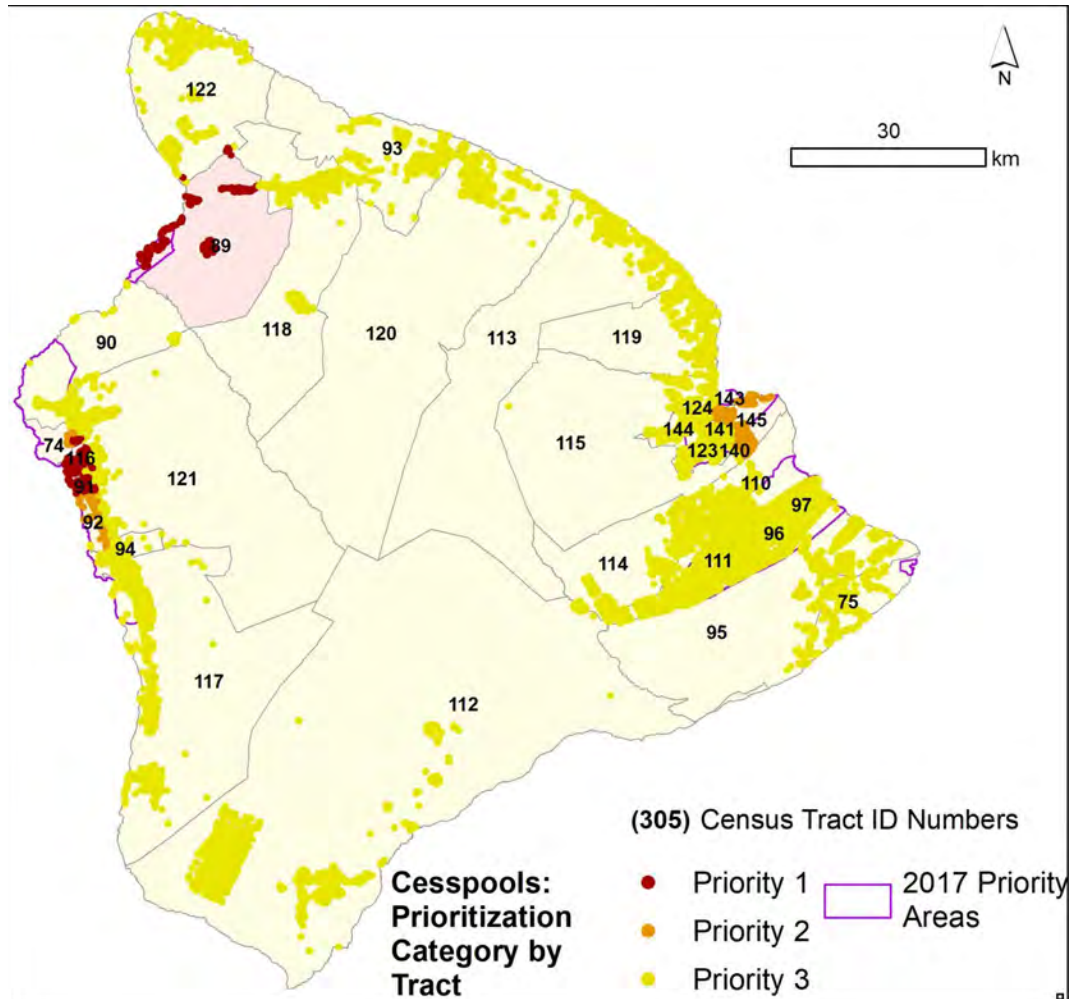 122
N
30
km
93
89
118
120
113
119
90
143
124
145
144
141
123
140
74
116
115
121
91
110
92
97
96
94
114
111
75
95
117
112
(305) Census Tract ID Numbers
Cesspools:
Prioritization
Category by
Tract
Priority 1
Priority 2
Priority 3
2017 Priority
Areas